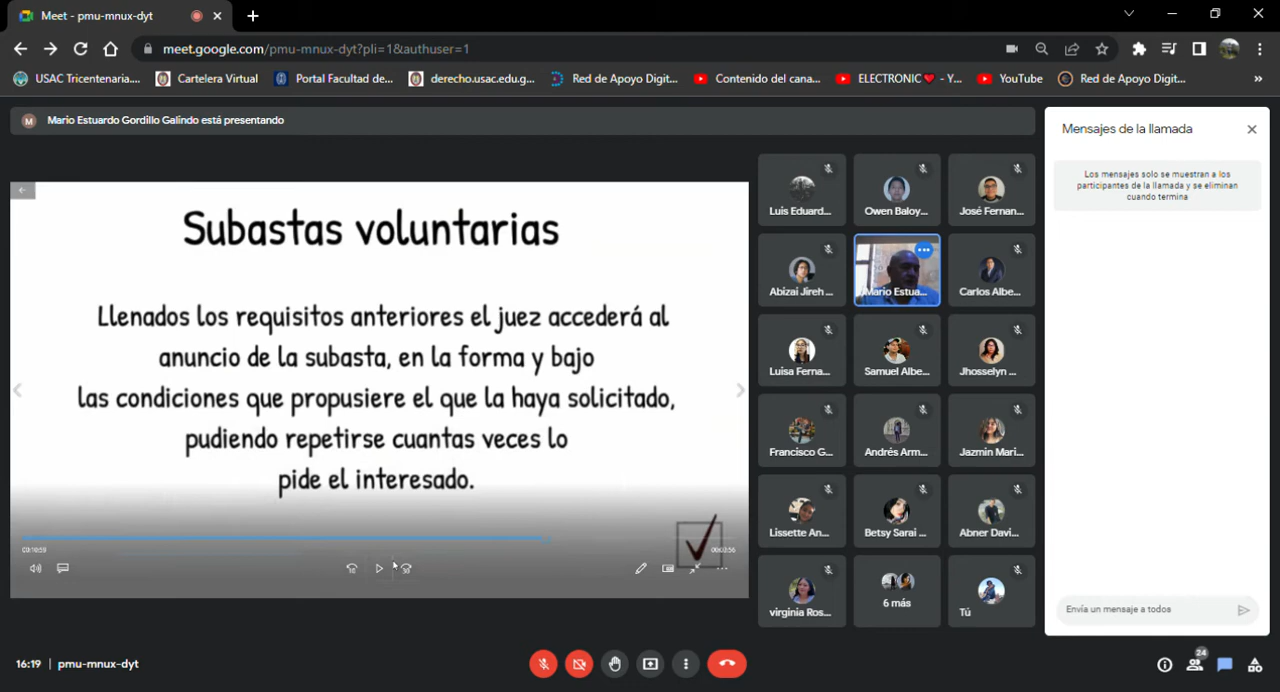 Meet - pmu-mnux-dyt
meet.google.com/pmu-mnux-dyt?pli=1&authuser=1
USAC Tricentenaria....
Cartelera Virtual
Portal Facultad de...
derecho.usac.edu.g...
Red de Apoyo Digit...
Contenido del cana...
ELECTRONIC❤ - Y...
YouTube
Red de Apoyo Digit...
»
M
Mario Estuardo Gordillo Galindo está presentando
Subastas voluntarias
Llenados los requisitos anteriores el juez accederá al
anuncio de la subasta, en la forma y bajo
las condiciones que propusiere el que la haya solicitado,
pudiendo repetirse cuantas veces lo
pide el interesado.
00:10:59
10
30
Luis Eduard...
Owen Baloy...
José Fernan...
Abizai Jireh ...
Mario Estua...
Carlos Albe...
Luisa Ferna...
Samuel Albe...
Jhosselyn ...
Francisco G...
Andrés Arm...
Jazmin Mari...
Lissette An...
Betsy Sarai ...
Abner Davi...
virginia Ros...
6 más
Tú
Mensajes de la llamada
Los mensajes solo se muestran a los
participantes de la llamada y se eliminan
cuando termina
Envía un mensaje a todos
16:19 | pmu-mnux-dyt
24